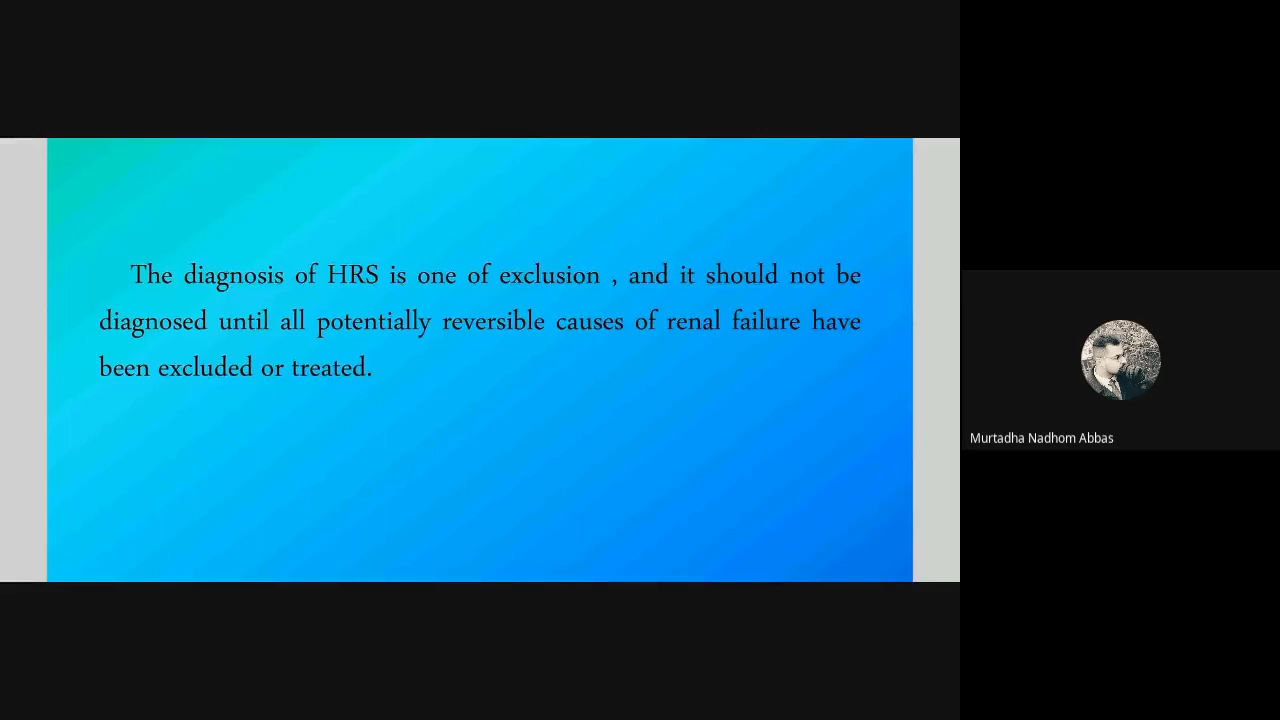 The diagnosis of HRS is one of exclusion , and it should not be
diagnosed until all potentially reversible causes of renal failure have
been excluded or treated.
Murtadha Nadhom Abbas